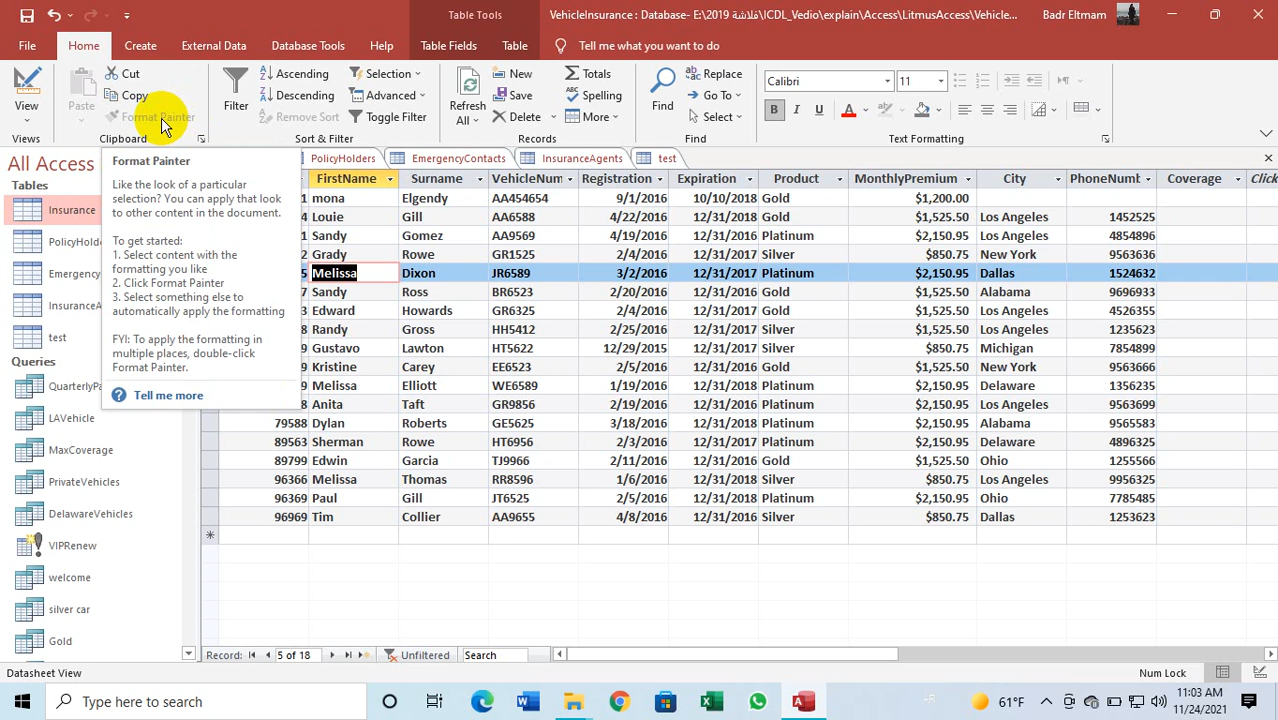 Table Tools
VehicleInsurance : Database- E:\2019 فلاشة\ICDL_Vedio\explain\Access\LitmusAccess\Vehicle...
Badr Eltmam
File Home Create External Data Database Tools Help Table Fields Table Tell me what you want to do
View
Views
Paste
Cut
Copy
Format Painter
Clipboard
Filter
Ascending
Descending
Remove Sort
Selection
Advanced
Toggle Filter
Sort & Filter
Refresh
All
New
Save
Delete
Totals
Spelling
More
Records
Find
Replace
Go To
Select
Find
Calibri 11
B I U A
Text Formatting
All Access
Tables
Insurance
PolicyHolde
Emergency
InsuranceA
test
Queries
QuarterlyPa
LAVehicle
MaxCoverage
PrivateVehicles
DelawareVehicles
VIPRenew
welcome
silver car
Gold
Format Painter
Like the look of a particular
selection? You can apply that look
to other content in the document.
To get started:
1. Select content with the
formatting you like
2. Click Format Painter
3. Select something else to
automatically apply the formatting
FYI: To apply the formatting in
multiple places, double-click
Format Painter.
Tell me more
PolicyHolders EmergencyContacts InsuranceAgents test
FirstName Surname VehicleNum Registration Expiration Product MonthlyPremium City PhoneNumb Coverage Click
1 mona Elgendy AA454654 9/1/2016 10/10/2018 Gold $1,200.00
4 Louie Gill AA6588 4/22/2016 12/31/2018 Gold $1,525.50 Los Angeles 1452525
1 Sandy Gomez AA9569 4/19/2016 12/31/2016 Platinum $2,150.95 Los Angeles 4854896
2 Grady Rowe GR1525 2/2/2016 12/31/2016 Silver $850.75 New York 9563636
5 Melissa Dixon JR6589 3/2/2016 12/31/2017 Platinum $2,150.95 Dallas 1524632
7 Sandy Ross BR6523 2/20/2016 12/31/2016 Gold $1,525.50 Alabama 9696933
3 Edward Howards GR6325 2/4/2016 12/31/2018 Gold $1,525.50 Los Angeles 4526355
8 Randy Gross HH5412 2/25/2016 12/31/2016 Silver $850.75 Los Angeles 1235623
9 Gustavo Lawton HT5622 12/29/2015 12/31/2016 Silver $850.75 Michigan 7854899
3 Kristine Carey EE6523 2/6/2016 12/31/2016 Gold $1,525.50 New York 9563666
8 Melissa Elliott WE6589 1/19/2016 12/31/2018 Platinum $2,150.95 Delaware 1356235
4 Anita Taft GR9856 2/19/2016 12/31/2018 Platinum $2,150.95 Los Angeles 9563699
79588 Dylan Roberts GE5625 3/18/2016 12/31/2016 Platinum $2,150.95 Alabama 9565583
89563 Sherman Rowe HT6956 2/3/2016 12/31/2017 Platinum $2,150.95 Delaware 4896325
89799 Edwin Garcia TJ9966 2/11/2016 12/31/2016 Gold $1,525.50 Ohio 1255566
96366 Melissa Thomas RR8596 1/6/2016 12/31/2018 Silver $850.75 Los Angeles 9956325
96369 Paul Gill JT6525 2/5/2016 12/31/2018 Platinum $2,150.95 Ohio 7785485
96969 Tim Collier AA9655 4/8/2016 12/31/2016 Silver $850.75 Dallas 1253623
Record: 5 of 18 Unfiltered Search
Datasheet View Num Lock
Type here to search
61°F 11:03 AM
11/24/2021